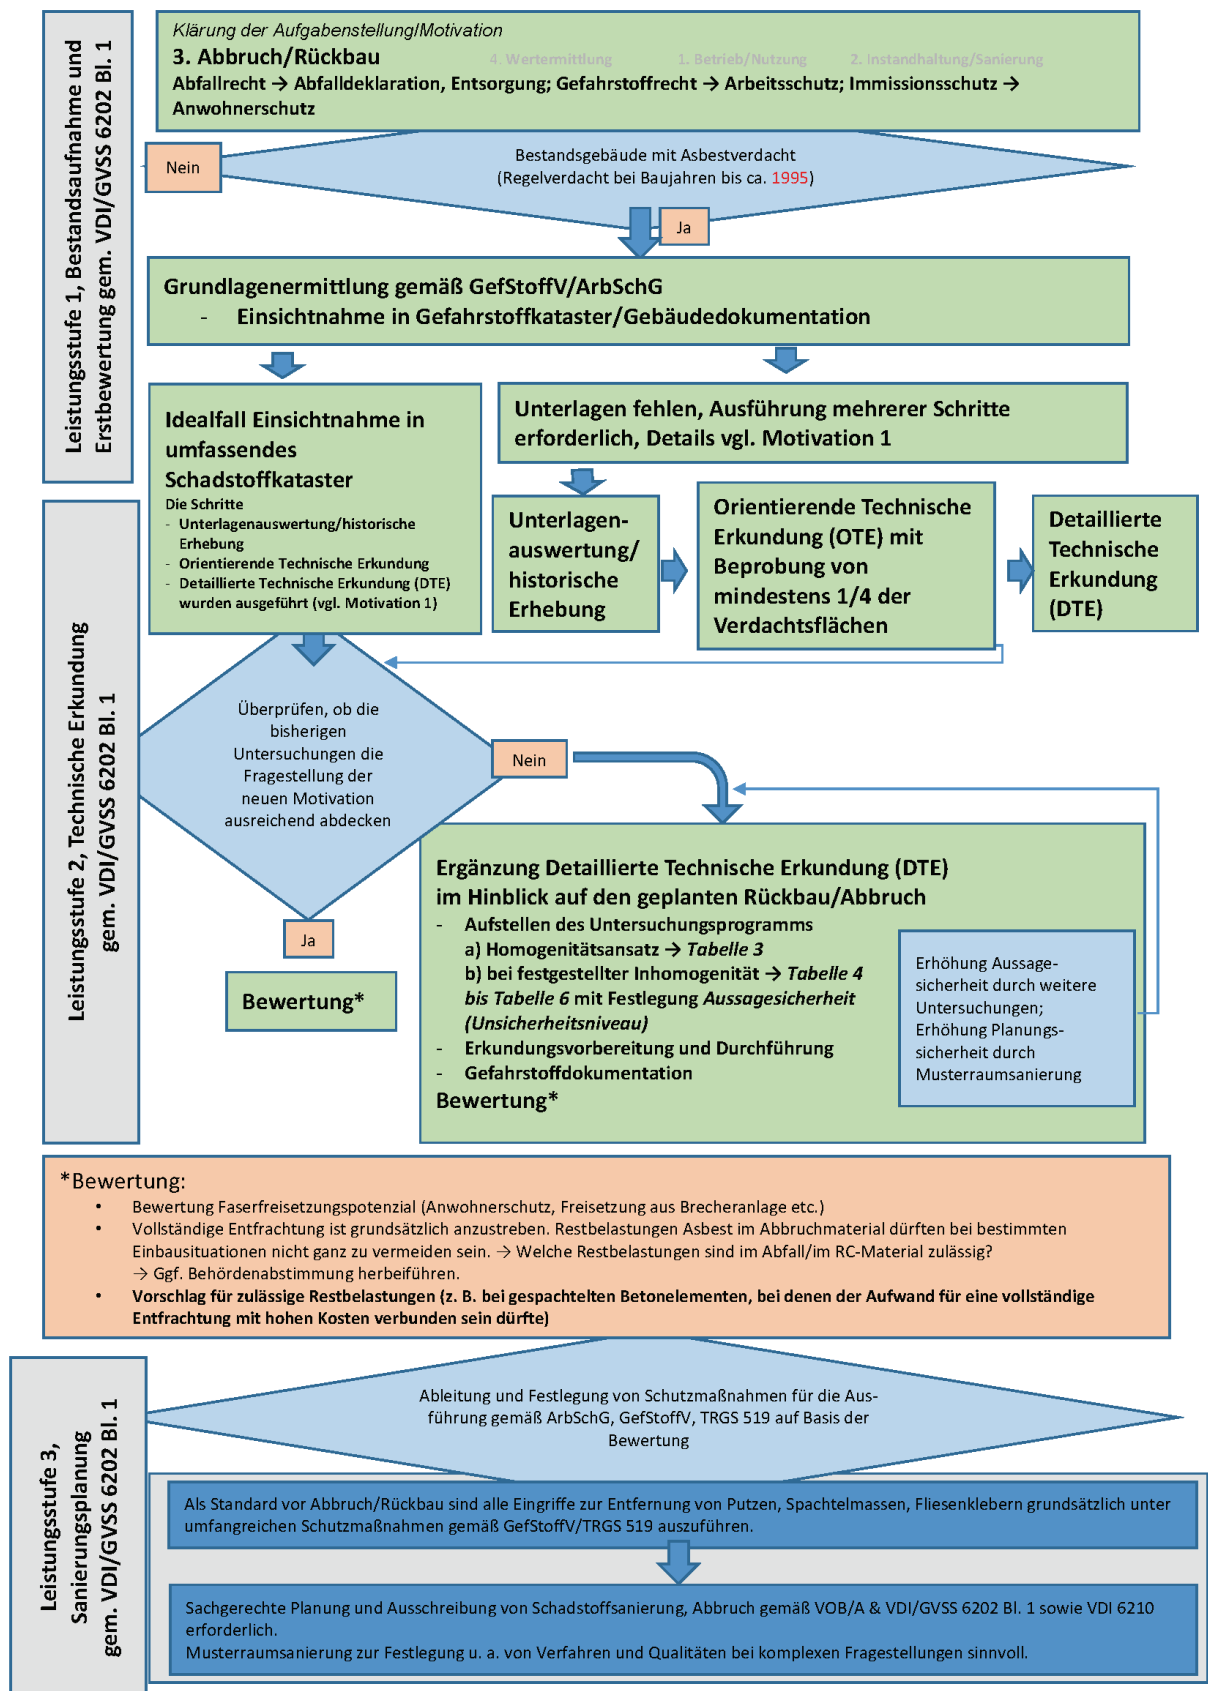 Leistungsstufe 1, Bestandsaufnahme und
Erstbewertung gem. VDI/GVSS 6202 Bl. 1
Klärung der Aufgabenstellung/Motivation
3. Abbruch/Rückbau
4. Wertermittlung
1. Betrieb/Nutzung
2. Instandhaltung/Sanierung
Abfallrecht → Abfalldeklaration, Entsorgung; Gefahrstoffrecht → Arbeitsschutz; Immissionsschutz →
Anwohnerschutz
Nein
Bestandsgebäude mit Asbestverdacht
(Regelverdacht bei Baujahren bis ca. 1995)
Ja
Grundlagenermittlung gemäß GefStoffV/ArbSchG
- Einsichtnahme in Gefahrstoffkataster/Gebäudedokumentation
Idealfall Einsichtnahme in
umfassendes
Schadstoffkataster
Die Schritte
- Unterlagenauswertung/historische
Erhebung
- Orientierende Technische Erkundung
- Detaillierte Technische Erkundung (DTE)
wurden ausgeführt (vgl. Motivation 1)
Unterlagen fehlen, Ausführung mehrerer Schritte
erforderlich, Details vgl. Motivation 1
Leistungsstufe 2, Technische Erkundung
gem. VDI/GVSS 6202 Bl. 1
Unterlagen-
auswertung/
historische
Erhebung
Orientierende Technische
Erkundung (OTE) mit
Beprobung von
mindestens 1/4 der
Verdachtsflächen
Detaillierte
Technische
Erkundung
(DTE)
Überprüfen, ob die
bisherigen
Untersuchungen die
Fragestellung der
neuen Motivation
ausreichend abdecken
Nein
Ja
Bewertung*
Ergänzung Detaillierte Technische Erkundung (DTE)
im Hinblick auf den geplanten Rückbau/Abbruch
- Aufstellen des Untersuchungsprogramms
a) Homogenitätsansatz → Tabelle 3
b) bei festgestellter Inhomogenität → Tabelle 4
bis Tabelle 6 mit Festlegung Aussagesicherheit
(Unsicherheitsniveau)
- Erkundungsvorbereitung und Durchführung
- Gefahrstoffdokumentation
Bewertung*
Erhöhung Aussage-
sicherheit durch weitere
Untersuchungen;
Erhöhung Planungs-
sicherheit durch
Musterraumsanierung
*Bewertung:
• Bewertung Faserfreisetzungspotenzial (Anwohnerschutz, Freisetzung aus Brecheranlage etc.)
• Vollständige Entfrachtung ist grundsätzlich anzustreben. Restbelastungen Asbest im Abbruchmaterial dürften bei bestimmten
Einbausituationen nicht ganz zu vermeiden sein. → Welche Restbelastungen sind im Abfall/im RC-Material zulässig?
→ Ggf. Behördenabstimmung herbeiführen.
• Vorschlag für zulässige Restbelastungen (z. B. bei gespachtelten Betonelementen, bei denen der Aufwand für eine vollständige
Entfrachtung mit hohen Kosten verbunden sein dürfte)
Leistungsstufe 3,
Sanierungsplanung
gem. VDI/GVSS 6202 Bl. 1
Ableitung und Festlegung von Schutzmaßnahmen für die Aus-
führung gemäß ArbSchG, GefStoffV, TRGS 519 auf Basis der
Bewertung
Als Standard vor Abbruch/Rückbau sind alle Eingriffe zur Entfernung von Putzen, Spachtelmassen, Fliesenklebern grundsätzlich unter
umfangreichen Schutzmaßnahmen gemäß GefStoffV/TRGS 519 auszuführen.
Sachgerechte Planung und Ausschreibung von Schadstoffsanierung, Abbruch gemäß VOB/A & VDI/GVSS 6202 Bl. 1 sowie VDI 6210
erforderlich.
Musterraumsanierung zur Festlegung u. a. von Verfahren und Qualitäten bei komplexen Fragestellungen sinnvoll.